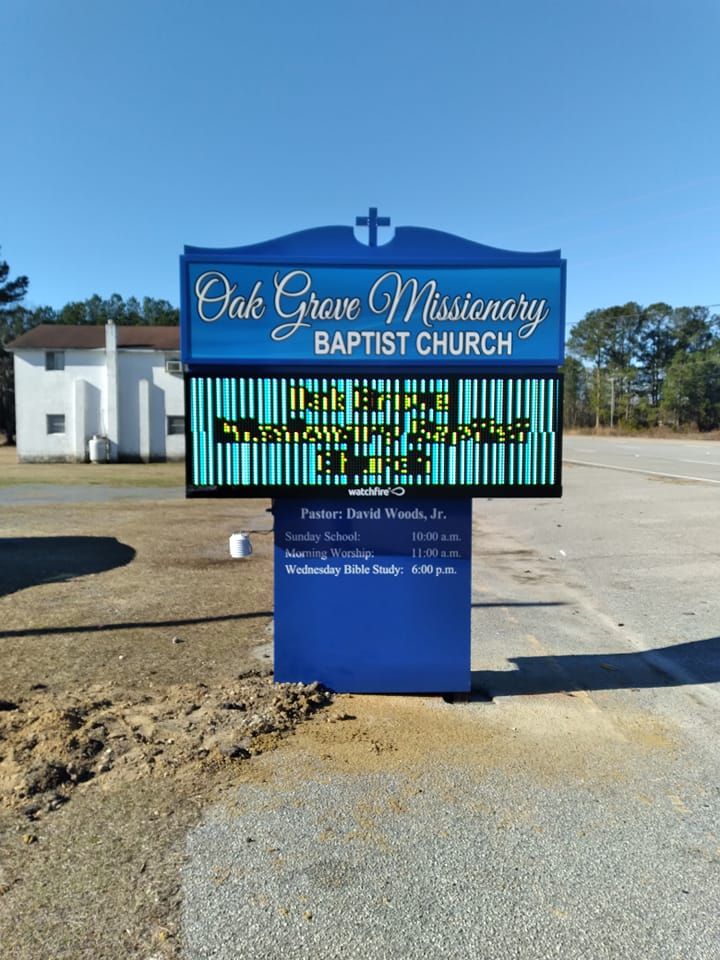 Oak Grove Missionary
BAPTIST CHURCH
Oak Grove
Missionary Baptist
Church
watchfire
Pastor: David Woods, Jr.
Sunday School: 10:00 a.m.
Morning Worship: 11:00 a.m.
Wednesday Bible Study: 6:00 p.m.